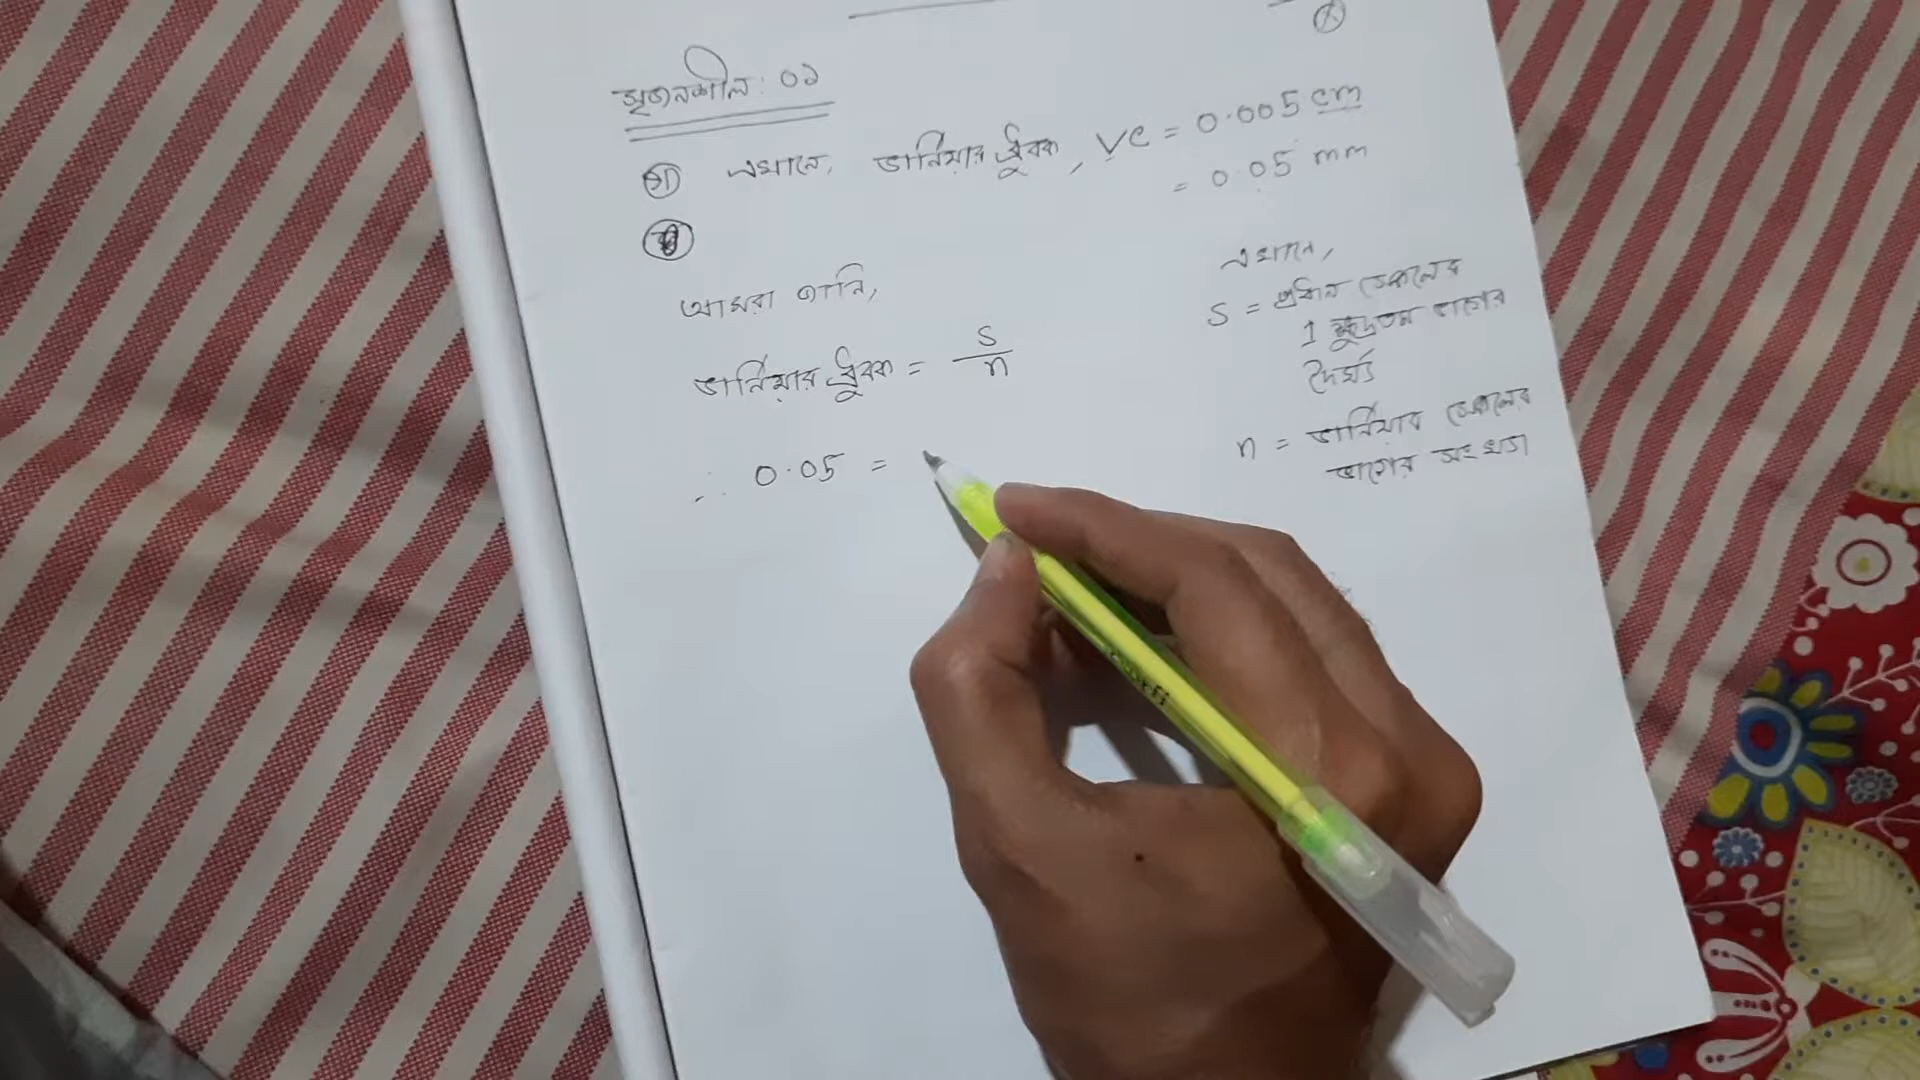 সৃজনশীল: ০১
এখানে, ভার্নিয়ার ধ্রুবক, VC = 0.005 cm
= 0.05 mm
আমরা জানি,
ভার্নিয়ার ধ্রুবক = S/n
∴ 0.05 =
এখানে,
S = প্রধান স্কেলের
1 ক্ষুদ্রতম ভাগের
দৈর্ঘ্য
n = ভার্নিয়ার স্কেলের
ভাগের সংখ্যা